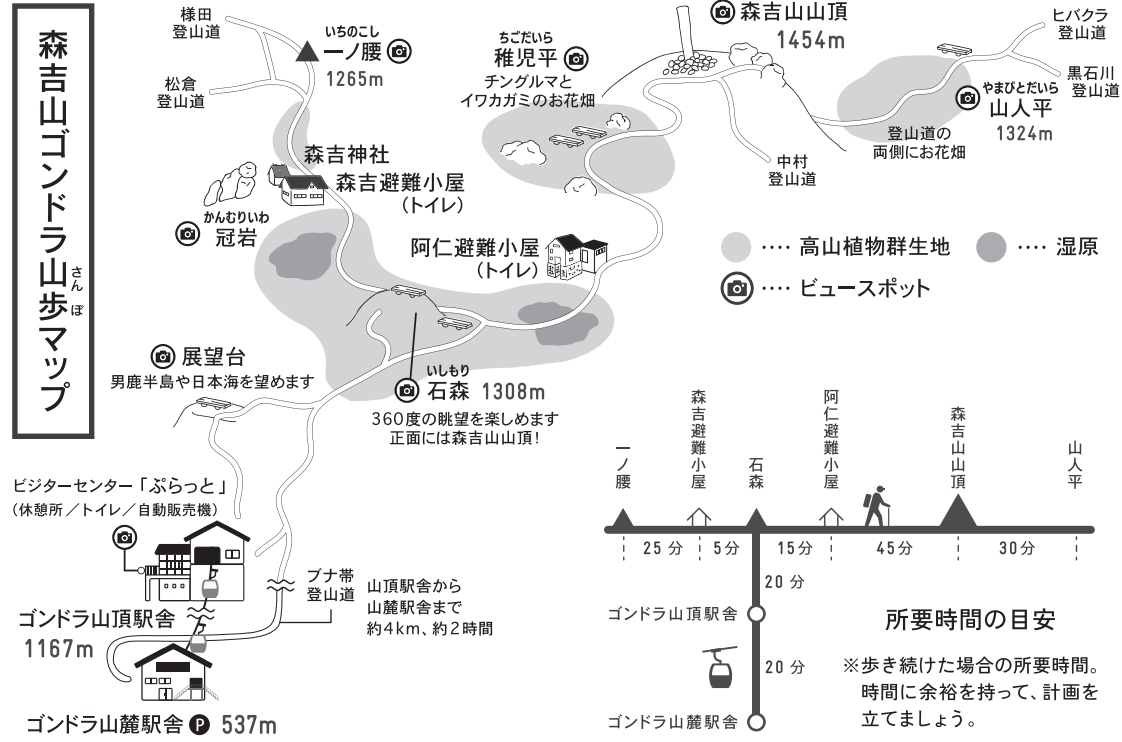 森吉山ゴンドラ山歩マップ
さんぽ
様田
登山道
松倉
登山道
いちのこし
一ノ腰
1265m
森吉神社
森吉避難小屋
(トイレ)
かんむりいわ
冠岩
ちごだいら
稚児平
チングルマと
イワカガミのお花畑
森吉山山頂
1454m
ヒバクラ
登山道
黒石川
登山道
やまびとだいら
山人平
1324m
登山道の
両側にお花畑
中村
登山道
阿仁避難小屋
(トイレ)
‥‥ 高山植物群生地
‥‥ 湿原
‥‥ ビュースポット
展望台
男鹿半島や日本海を望めます
いしもり
石森 1308m
360度の眺望を楽しめます
正面には森吉山山頂!
ビジターセンター「ぷらっと」
(休憩所/トイレ/自動販売機)
ゴンドラ山頂駅舎
1167m
ブナ帯
登山道
山頂駅舎から
山麓駅舎まで
約4km、約2時間
ゴンドラ山麓駅舎 P 537m
一ノ腰
森吉避難小屋
石森
阿仁避難小屋
森吉山山頂
山人平
25分
5分
15分
45分
30分
20分
ゴンドラ山頂駅舎
20分
ゴンドラ山麓駅舎
所要時間の目安
※歩き続けた場合の所要時間。
時間に余裕を持って、計画を
立てましょう。